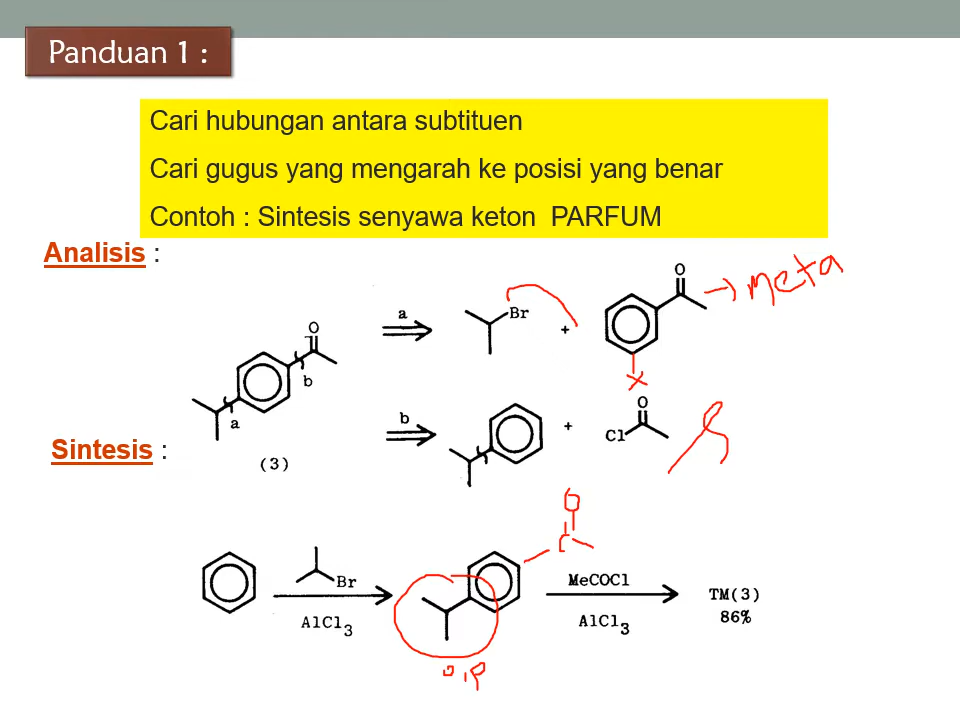 Panduan 1 :
Cari hubungan antara subtituen
Cari gugus yang mengarah ke posisi yang benar
Contoh : Sintesis senyawa keton PARFUM
Analisis :
O
a
b
(3)
a
Br
+
O
meta
X
b
+
Cl
O
Sintesis :
Br
AlCl3
O
C
o,p
MeCOCl
AlCl3
TM(3)
86%